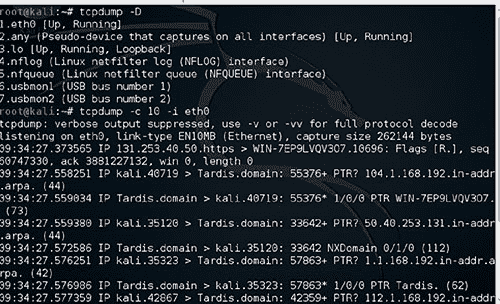 root@kali:~# tcpdump -D
1.eth0 [Up, Running]
2.any (Pseudo-device that captures on all interfaces) [Up, Running]
3.lo [Up, Running, Loopback]
4.nflog (Linux netfilter log (NFLOG) interface)
5.nfqueue (Linux netfilter queue (NFQUEUE) interface)
6.usbmon1 (USB bus number 1)
7.usbmon2 (USB bus number 2)
root@kali:~# tcpdump -c 10 -i eth0
tcpdump: verbose output suppressed, use -v or -vv for full protocol decode
listening on eth0, link-type EN10MB (Ethernet), capture size 262144 bytes
09:34:27.373565 IP 131.253.40.50.https > WIN-7EP9LVQV3O7.10696: Flags [R.], seq
60747330, ack 3881227132, win 0, length 0
09:34:27.558251 IP kali.40719 > Tardis.domain: 55376+ PTR? 104.1.168.192.in-addr
.arpa. (44)
09:34:27.559034 IP Tardis.domain > kali.40719: 55376* 1/0/0 PTR WIN-7EP9LVQV3O7.
(73)
09:34:27.559380 IP kali.35120 > Tardis.domain: 33642+ PTR? 50.40.253.131.in-addr
.arpa. (44)
09:34:27.572586 IP Tardis.domain > kali.35120: 33642 NXDomain 0/1/0 (112)
09:34:27.576251 IP kali.35323 > Tardis.domain: 57863+ PTR? 1.1.168.192.in-addr.a
rpa. (42)
09:34:27.576986 IP Tardis.domain > kali.35323: 57863* 1/0/0 PTR Tardis. (62)
09:34:27.577359 IP kali.42867 > Tardis.domain: 42359+ PTR? 112.1.168.192.in-addr